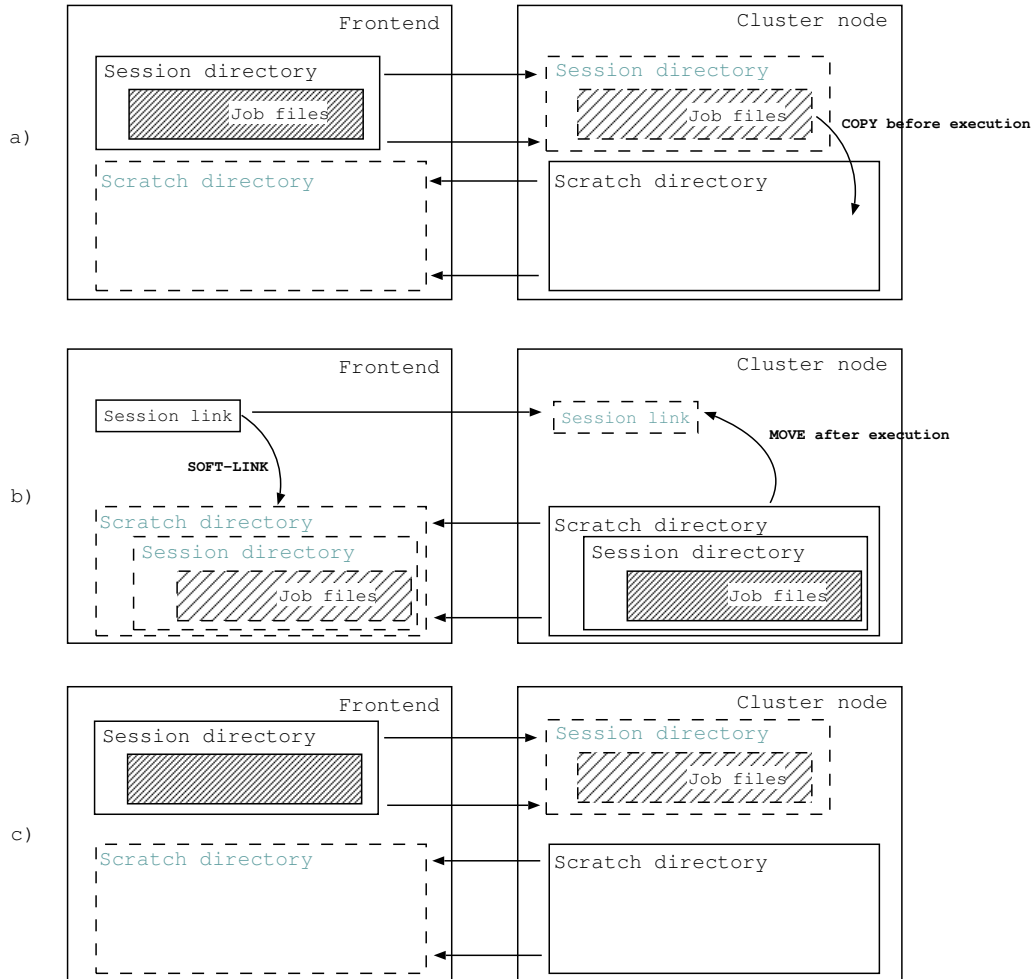 Frontend
Cluster node
Session directory
Session directory
Job files
Job files
COPY before execution
a)
Scratch directory
Scratch directory
Frontend
Cluster node
Session link
Session link
MOVE after execution
SOFT-LINK
b)
Scratch directory
Scratch directory
Session directory
Session directory
Job files
Job files
Frontend
Cluster node
Session directory
Session directory
Job files
c)
Scratch directory
Scratch directory